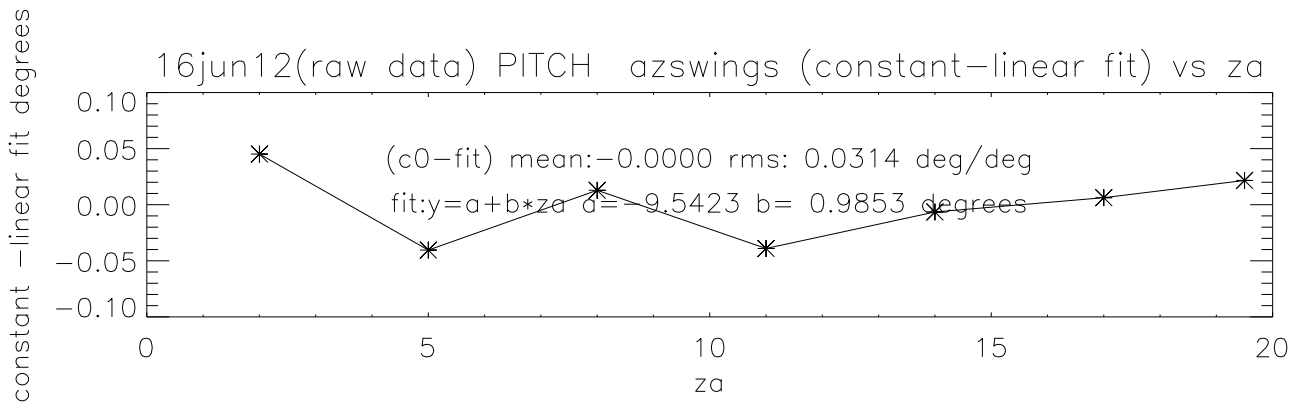 16jun12(raw data) PITCH azswings (constant-linear fit) vs za
constant -linear fit degrees
0.10
0.05
0.00
-0.05
-0.10
(c0-fit) mean:-0.0000 rms: 0.0314 deg/deg
fit:y=a+b*za a=-9.5423 b= 0.9853 degrees
0 5 10 15 20
za